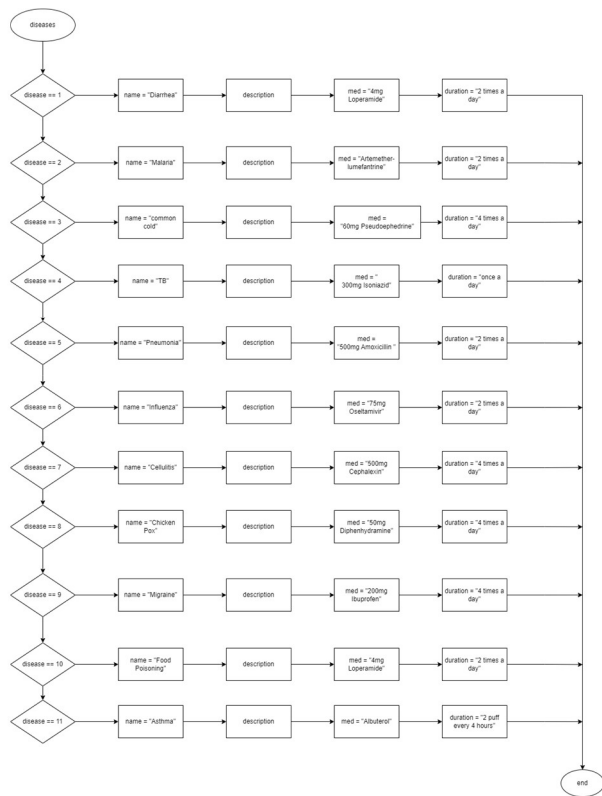 diseases
disease == 1
name = "Diarrhea"
description
med = "4mg
Loperamide"
duration = "2 times a
day"
disease == 2
name = "Malaria"
description
med = "Artemether-
lumefantrine"
duration = "2 times a
day"
disease == 3
name = "common
cold"
description
med =
"60mg Pseudoephedrine"
duration = "4 times a
day"
disease == 4
name = "TB"
description
med = "
300mg Isoniazid"
duration = "once a
day"
disease == 5
name = "Pneumonia"
description
med =
"500mg Amoxicillin "
duration = "2 times a
day"
disease == 6
name = "Influenza"
description
med = "75mg
Oseltamivir"
duration = "2 times a
day"
disease == 7
name = "Cellulitis"
description
med = "500mg
Cephalexin"
duration = "4 times a
day"
disease == 8
name = "Chicken
Pox"
description
med = "50mg
Diphenhydramine"
duration = "4 times a
day"
disease == 9
name = "Migraine"
description
med = "200mg
Ibuprofen"
duration = "4 times a
day"
disease == 10
name = "Food
Poisoning"
description
med = "4mg
Loperamide"
duration = "2 times a
day"
disease == 11
name = "Asthma"
description
med = "Albuterol"
duration = "2 puff
every 4 hours"
end